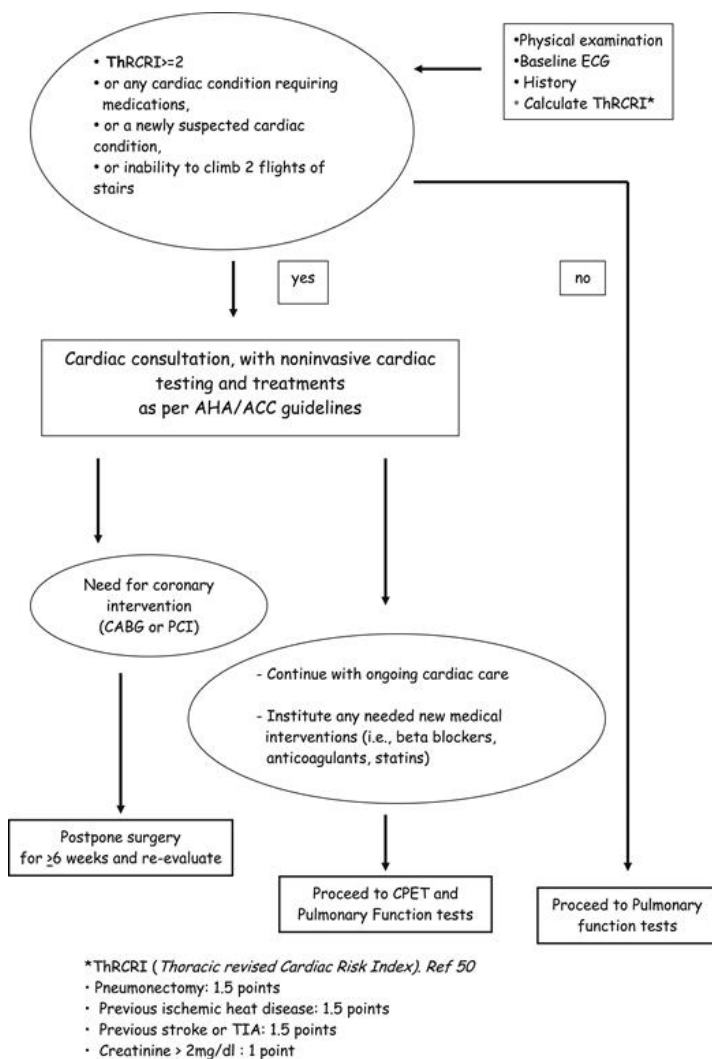 •Physical examination
•Baseline ECG
•History
• Calculate ThRCRI*
• ThRCRI>=2
• or any cardiac condition requiring
medications,
• or a newly suspected cardiac
condition,
• or inability to climb 2 flights of
stairs
yes
no
Cardiac consultation, with noninvasive cardiac
testing and treatments
as per AHA/ACC guidelines
Need for coronary
intervention
(CABG or PCI)
- Continue with ongoing cardiac care
- Institute any needed new medical
interventions (i.e., beta blockers,
anticoagulants, statins)
Postpone surgery
for ≥6 weeks and re-evaluate
Proceed to CPET and
Pulmonary Function tests
Proceed to Pulmonary
function tests
*ThRCRI (Thoracic revised Cardiac Risk Index). Ref 50
• Pneumonectomy: 1.5 points
• Previous ischemic heat disease: 1.5 points
• Previous stroke or TIA: 1.5 points
• Creatinine > 2mg/dl : 1 point